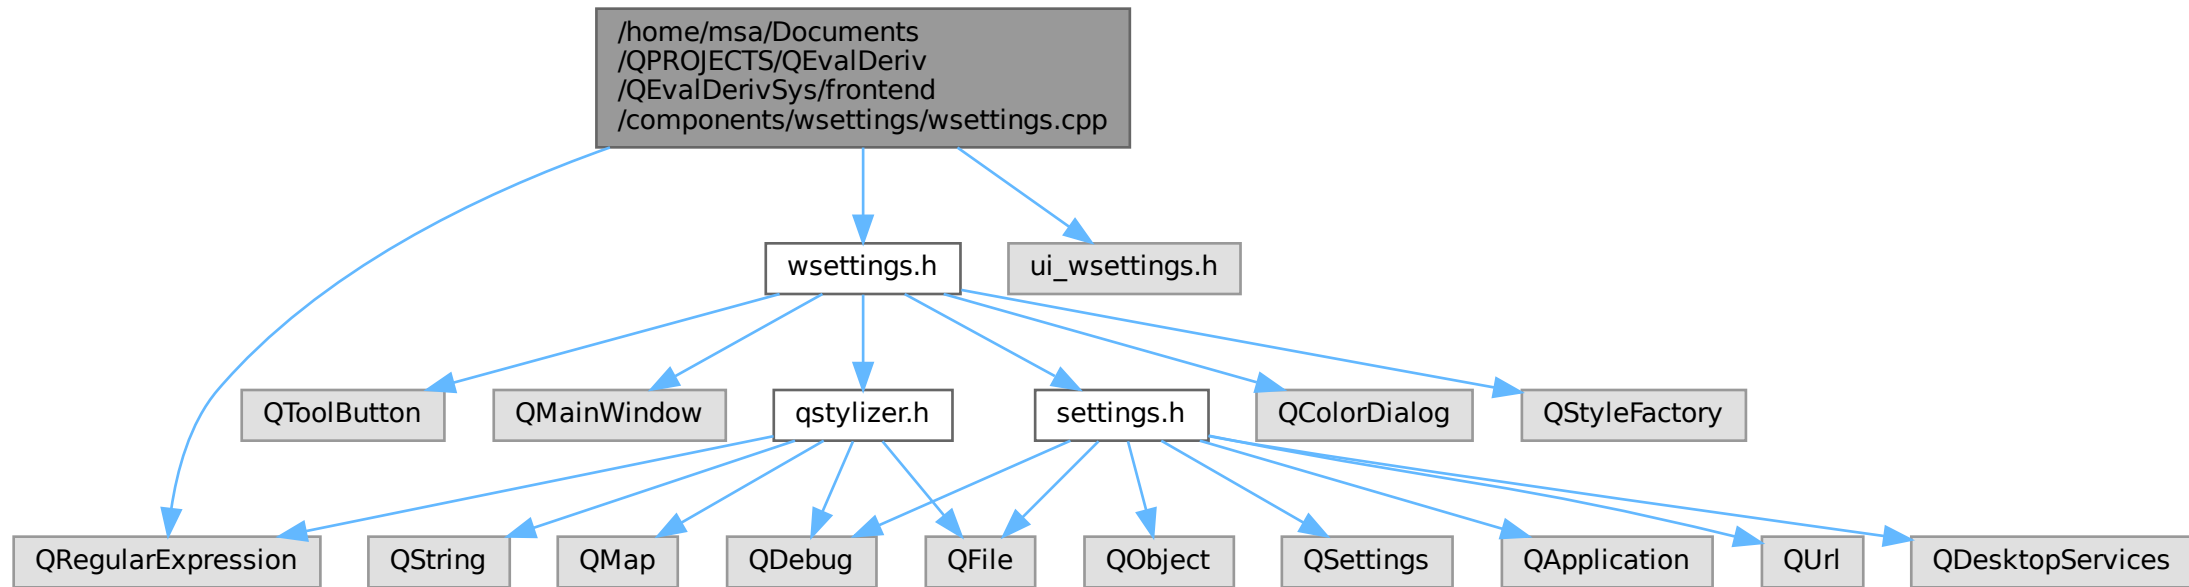 /home/msa/Documents
/QPROJECTS/QEvalDeriv
/QEvalDerivSys/frontend
/components/wsettings/wsettings.cpp
wsettings.h
ui_wsettings.h
QToolButton
QMainWindow
qstylizer.h
settings.h
QColorDialog
QStyleFactory
QRegularExpression
QString
QMap
QDebug
QFile
QObject
QSettings
QApplication
QUrl
QDesktopServices